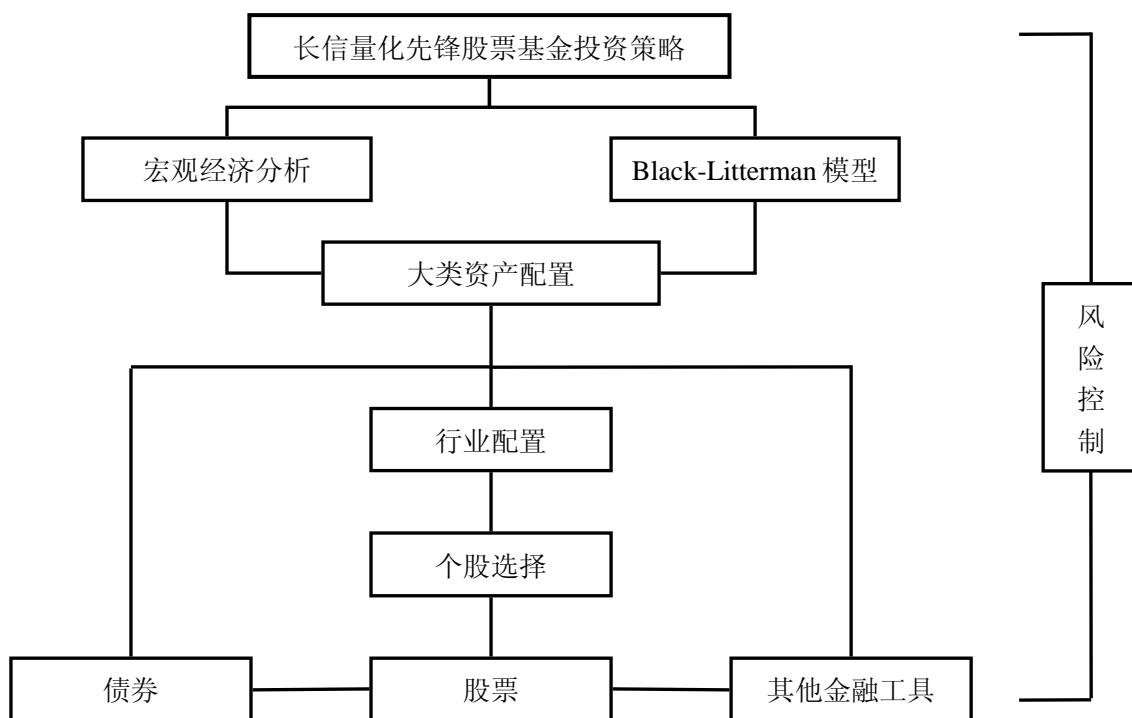 长信量化先锋股票基金投资策略
宏观经济分析
Black-Litterman 模型
大类资产配置
风
险
控
制
行业配置
个股选择
债券
股票
其他金融工具